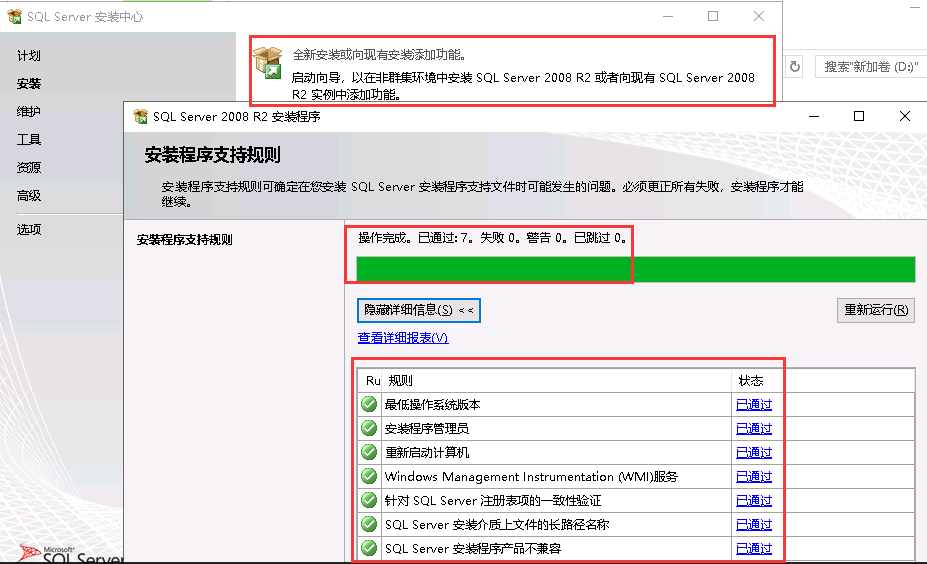 SQL Server 安装中心
计划
安装
维护
工具
资源
高级
选项
全新安装或向现有安装添加功能。
启动向导，以在非群集环境中安装 SQL Server 2008 R2 或者向现有 SQL Server 2008
R2 实例中添加功能。
搜索"新加卷 (D:)"
SQL Server 2008 R2 安装程序
安装程序支持规则
安装程序支持规则可确定在您安装 SQL Server 安装程序支持文件时可能发生的问题。必须更正所有失败，安装程序才能
继续。
安装程序支持规则
操作完成。已通过: 7。失败 0。警告 0。已跳过 0。
隐藏详细信息(S) <<
重新运行(R)
查看详细报表(V)
Ru 规则 状态
最低操作系统版本 已通过
安装程序管理员 已通过
重新启动计算机 已通过
Windows Management Instrumentation (WMI)服务 已通过
针对 SQL Server 注册表项的一致性验证 已通过
SQL Server 安装介质上文件的长路径名称 已通过
SQL Server 安装程序产品不兼容 已通过
Microsoft
SQL Server